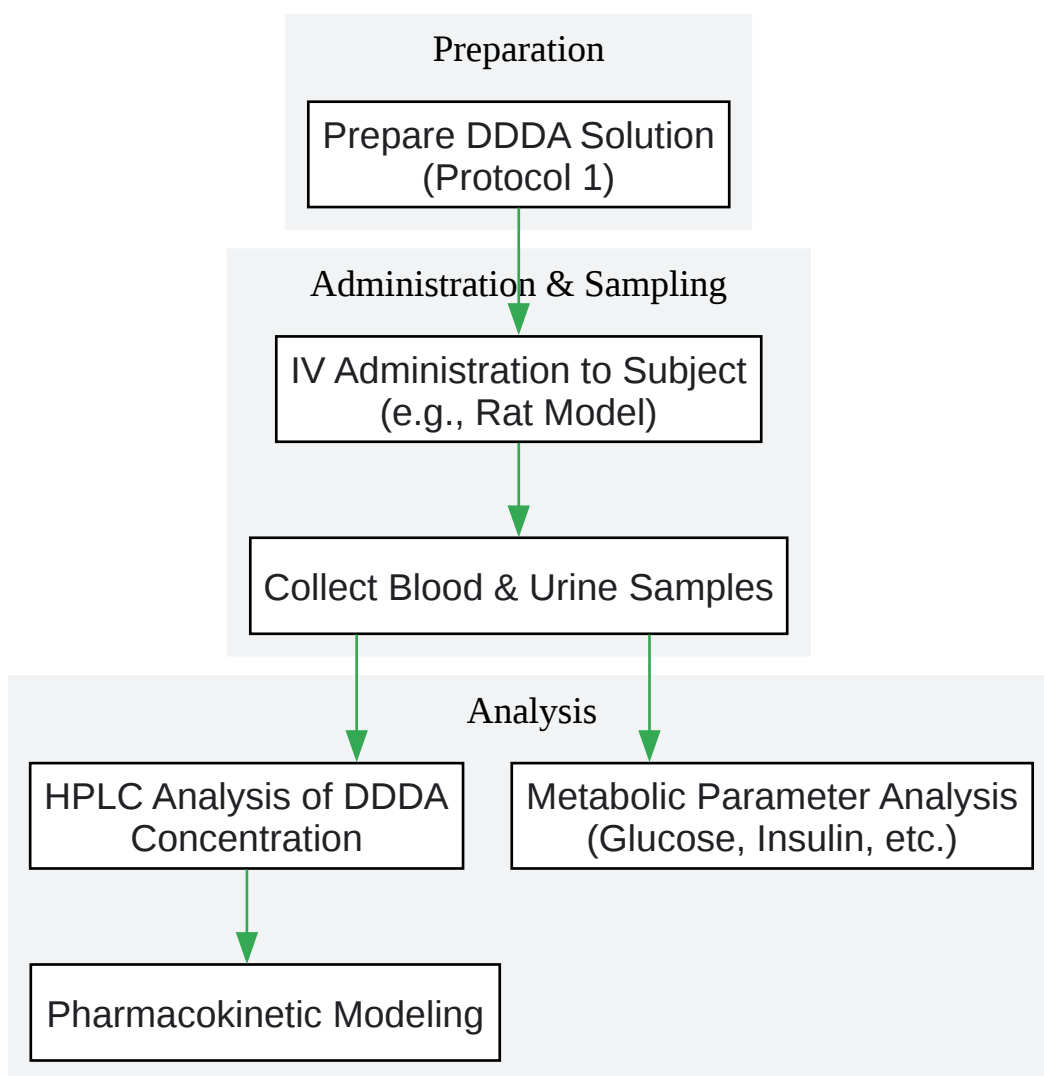 Preparation
Prepare DDDA Solution
(Protocol 1)
Administration & Sampling
IV Administration to Subject
(e.g., Rat Model)
Collect Blood & Urine Samples
Analysis
HPLC Analysis of DDDA
Concentration
Metabolic Parameter Analysis
(Glucose, Insulin, etc.)
Pharmacokinetic Modeling